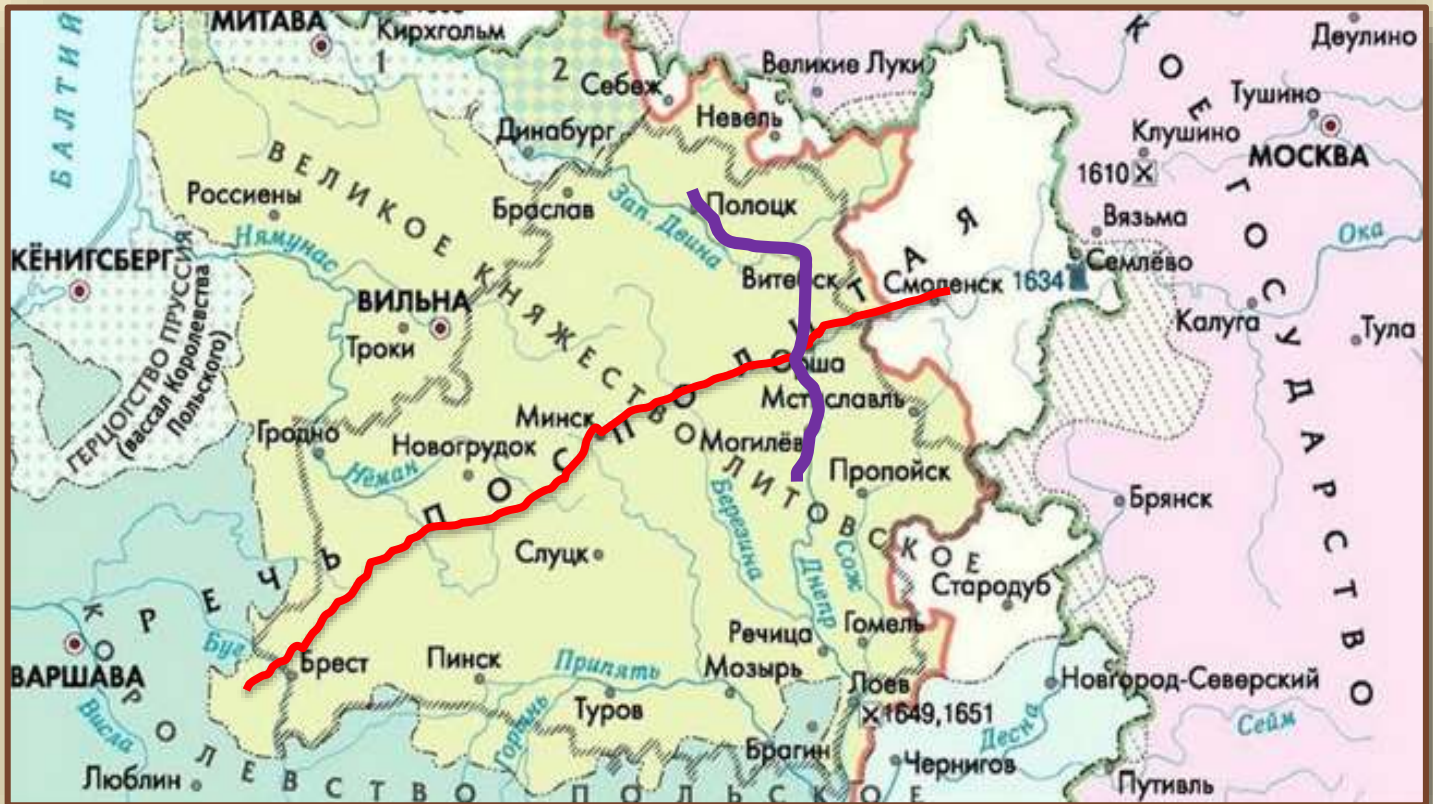 МИТАВА
Кирхгольм
1
2
БАЛТИЙ
Себеж
Невель
Великие Луки
Деулино
Тушино
Клушино
1610
МОСКВА
Вязьма
Динабург
ВЕЛИКОЕ КНЯЖЕСТВО ЛИТОВСКОЕ
Россиены
Браслав
Зап. Двина
Полоцк
Нямунас
КЁНИГСБЕРГ
ГЕРЦОГСТВО ПРУССИЯ
(вассал Королевства
Польского)
ВИЛЬНА
Троки
Витебск
Смоленск
1634
Семлёво
Ока
Калуга
Тула
КОЕ ГОСУДАРСТВО
РЕЧЬ ПОСПОЛИТАЯ
Орша
Мстиславль
Минск
Могилёв
Гродно
Новогрудок
Нёман
Пропойск
Брянск
Березина
Слуцк
Днепр
Сож
Стародуб
Речица
Гомель
Буг
Брест
Пинск
Припять
Мозырь
ВАРШАВА
Висла
Туров
Горынь
Лоев
1649, 1651
Новгород-Северский
Десна
Сейм
Брагин
Чернигов
Путивль
Люблин
КОРОЛЕВСТВО ПОЛЬСКОЕ